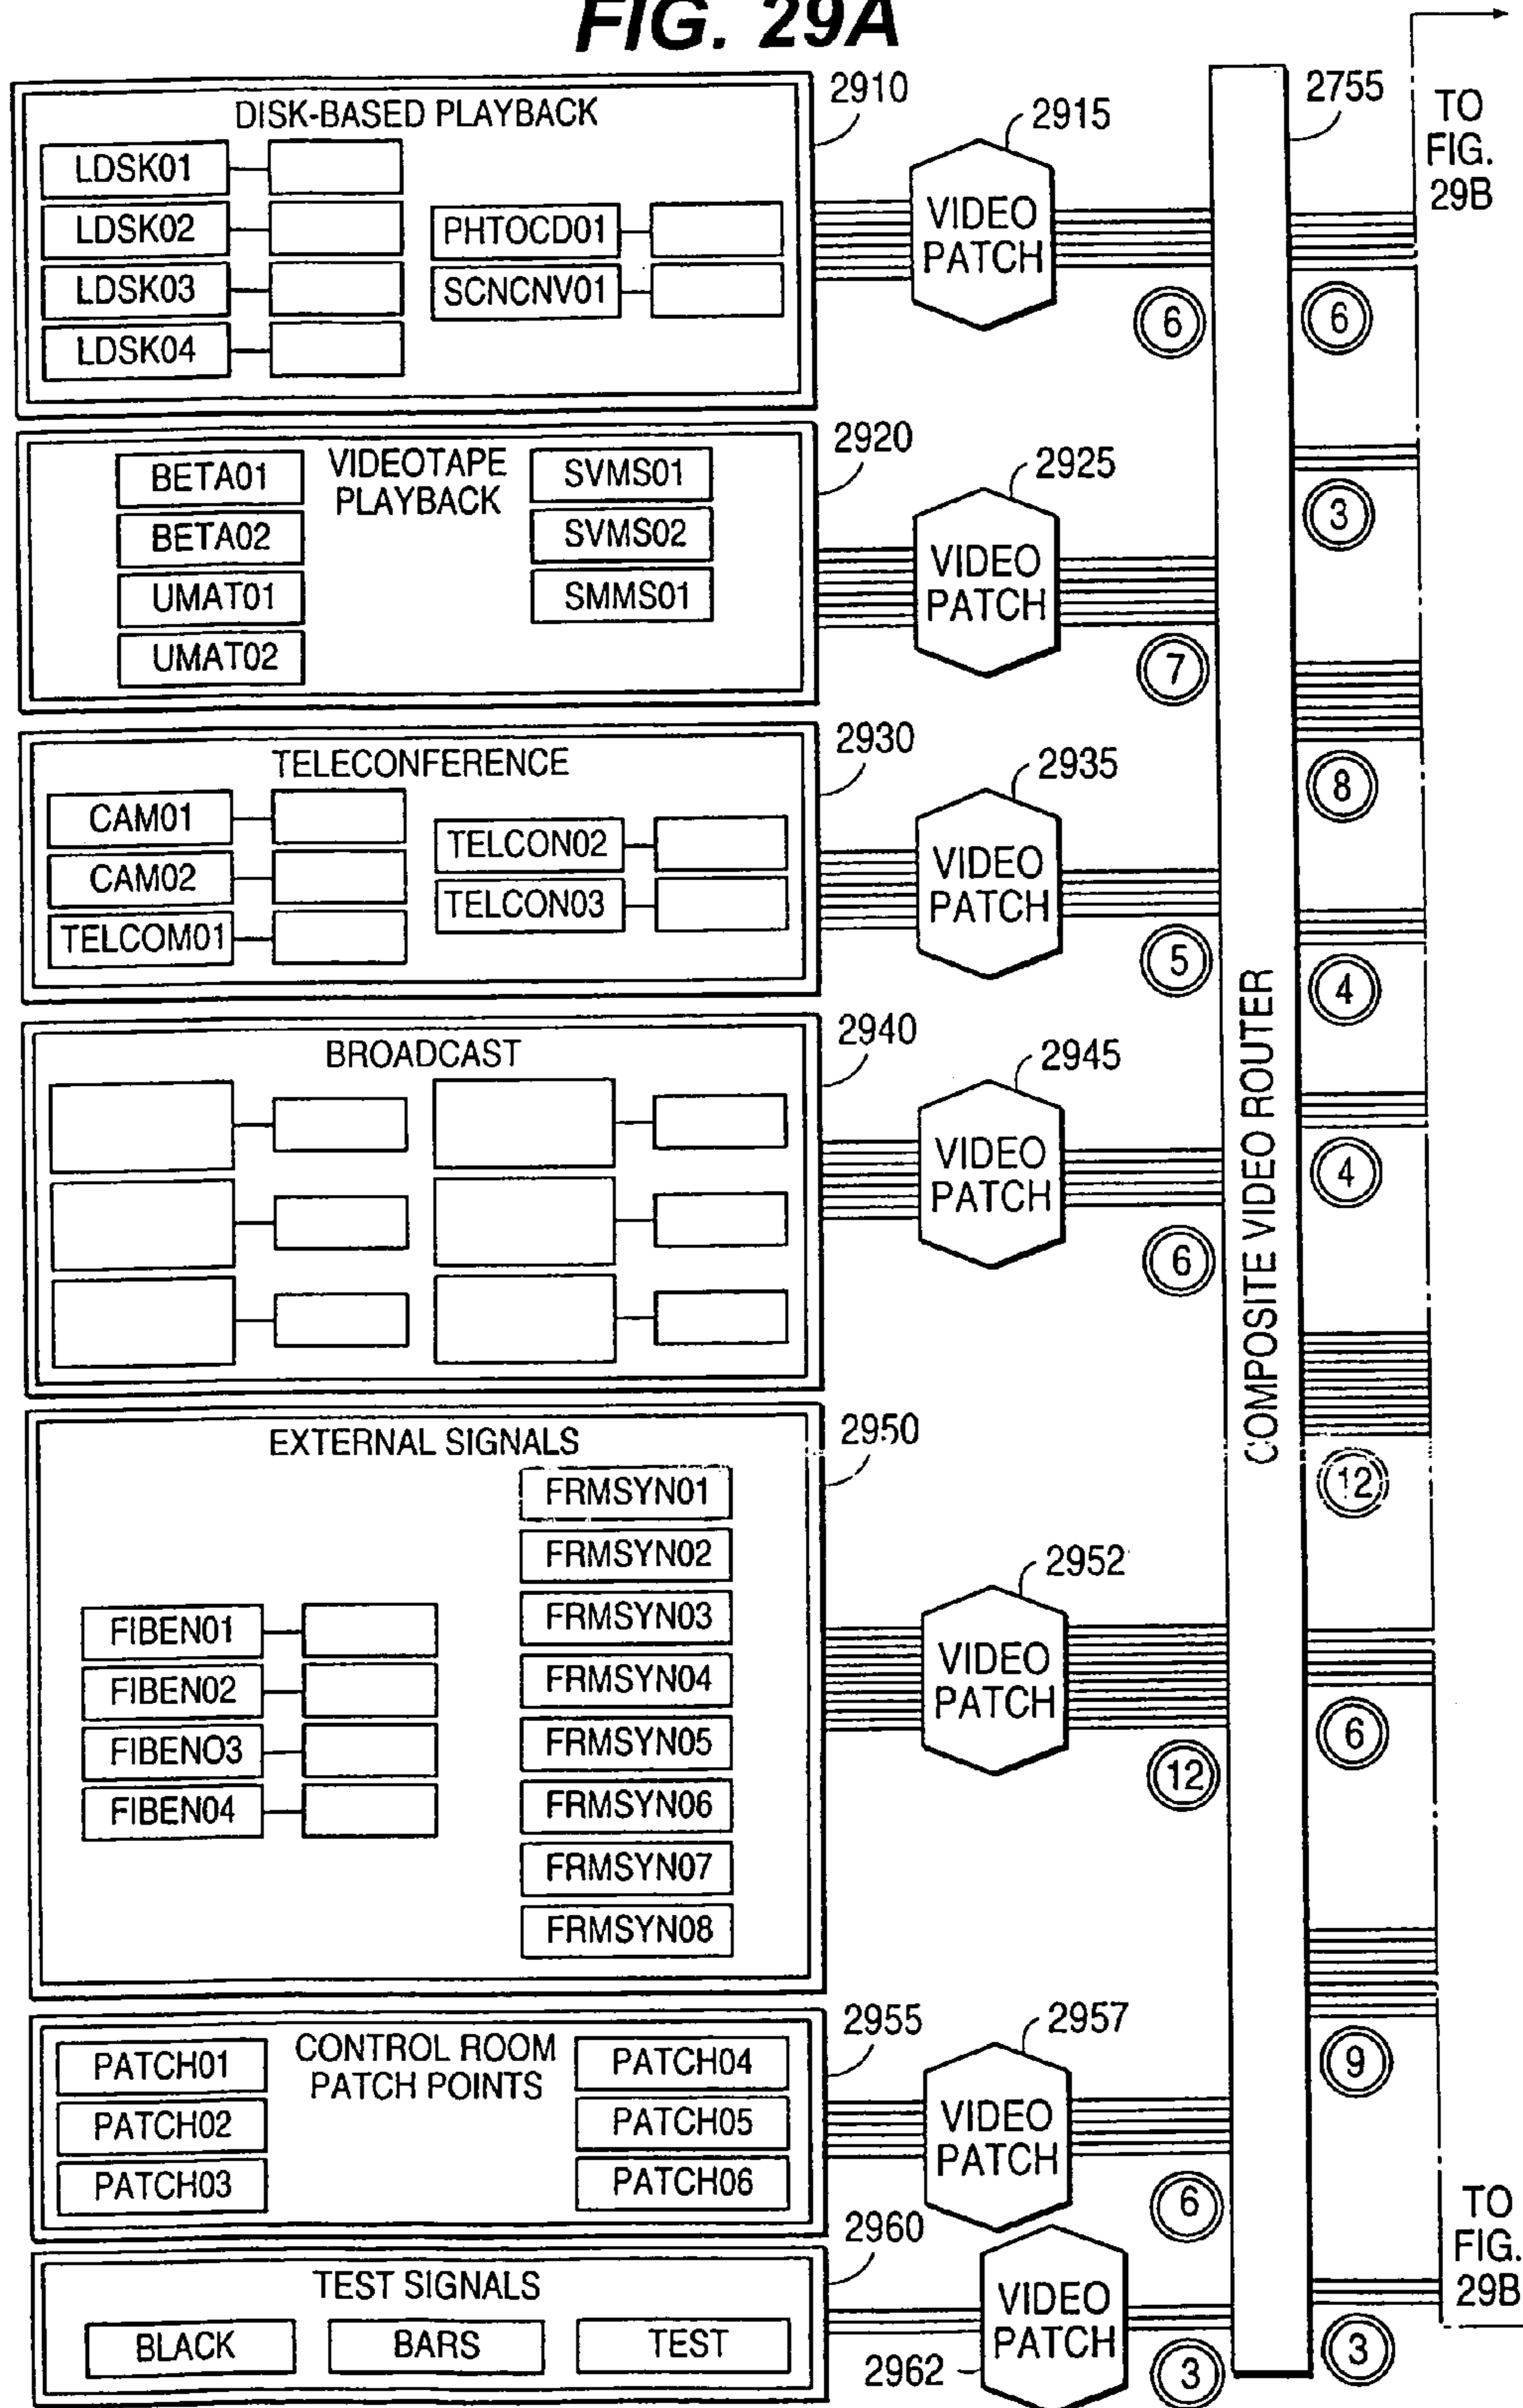 FIG. 29A
DISK-BASED PLAYBACK
2910
LDSK01
LDSK02
LDSK03
LDSK04
PHTOCD01
SCNCNV01
2915
VIDEO
PATCH
6
2755
6
TO
FIG.
29B
VIDEOTAPE
PLAYBACK
2920
BETA01
BETA02
UMAT01
UMAT02
SVMS01
SVMS02
SMMS01
2925
VIDEO
PATCH
7
3
8
TELECONFERENCE
2930
CAM01
CAM02
TELCOM01
TELCON02
TELCON03
2935
VIDEO
PATCH
5
4
BROADCAST
2940
2945
VIDEO
PATCH
6
4
COMPOSITE VIDEO ROUTER
12
EXTERNAL SIGNALS
2950
FIBEN01
FIBEN02
FIBENO3
FIBEN04
FRMSYN01
FRMSYN02
FRMSYN03
FRMSYN04
FRMSYN05
FRMSYN06
FRMSYN07
FRMSYN08
2952
VIDEO
PATCH
12
6
CONTROL ROOM
PATCH POINTS
2955
PATCH01
PATCH02
PATCH03
PATCH04
PATCH05
PATCH06
2957
VIDEO
PATCH
6
9
TEST SIGNALS
2960
BLACK
BARS
TEST
VIDEO
PATCH
2962
3
3
TO
FIG.
29B